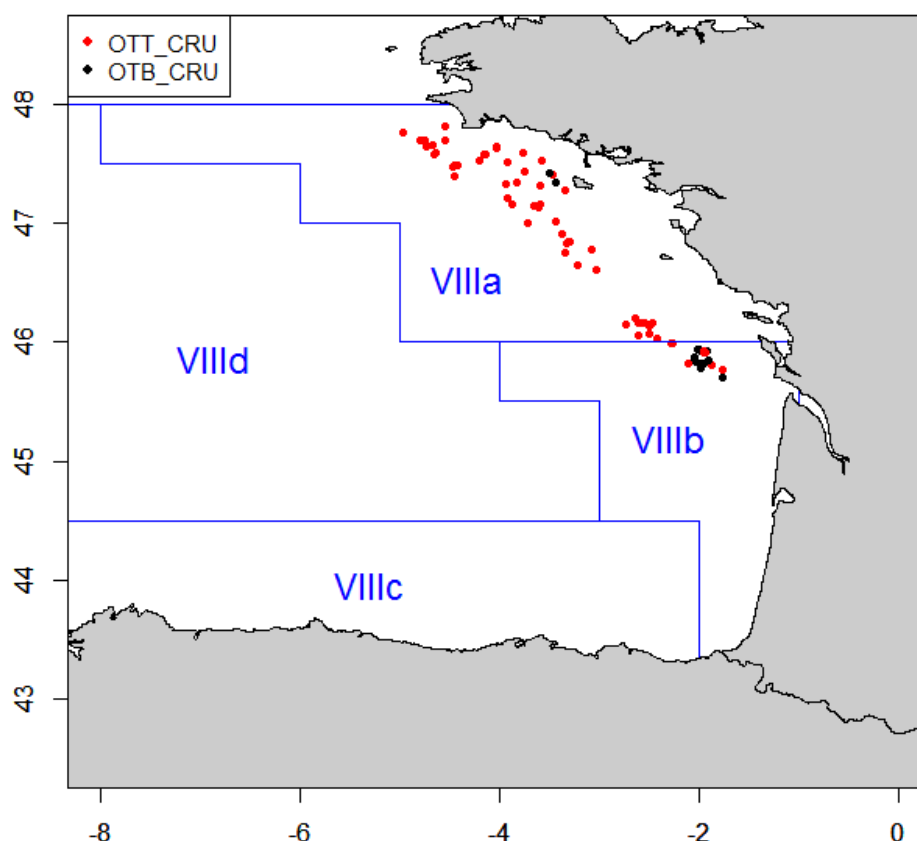 OTT_CRU
OTB_CRU
48
47
46
45
44
43
VIIIa
VIIId
VIIIb
VIIIc
-8 -6 -4 -2 0